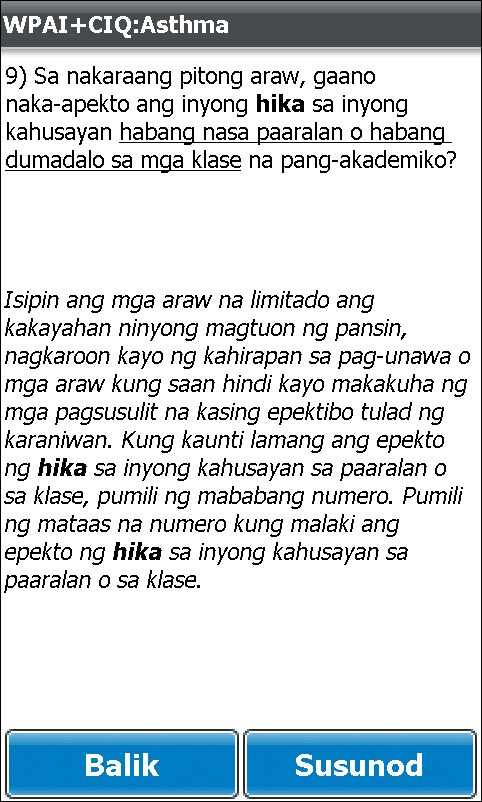 WPAI+CIQ:Asthma
9) Sa nakaraang pitong araw, gaano
naka-apekto ang inyong hika sa inyong
kahusayan habang nasa paaralan o habang
dumadalo sa mga klase na pang-akademiko?
Isipin ang mga araw na limitado ang
kakayahan ninyong magtuon ng pansin,
nagkaroon kayo ng kahirapan sa pag-unawa o
mga araw kung saan hindi kayo makakuha ng
mga pagsusulit na kasing epektibo tulad ng
karaniwan. Kung kaunti lamang ang epekto
ng hika sa inyong kahusayan sa paaralan o
sa klase, pumili ng mababang numero. Pumili
ng mataas na numero kung malaki ang
epekto ng hika sa inyong kahusayan sa
paaralan o sa klase.
Balik
Susunod